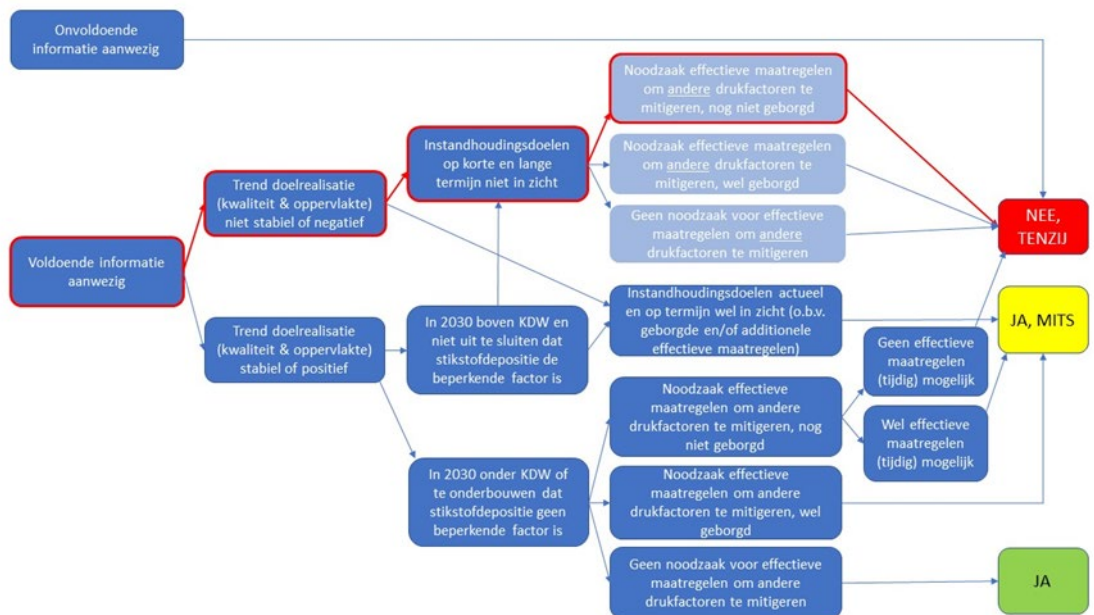 Onvoldoende
informatie aanwezig
Noodzaak effectieve maatregelen
om andere drukfactoren te
mitigeren, nog niet geborgd
Instandhoudingsdoelen
op korte en lange
termijn niet in zicht
Noodzaak effectieve maatregelen
om andere drukfactoren te
mitigeren, wel geborgd
Trend doelrealisatie
(kwaliteit & oppervlakte)
niet stabiel of negatief
Geen noodzaak voor effectieve
maatregelen om andere
drukfactoren te mitigeren
NEE,
TENZIJ
Voldoende informatie
aanwezig
Trend doelrealisatie
(kwaliteit & oppervlakte)
stabiel of positief
In 2030 boven KDW en
niet uit te sluiten dat
stikstofdepositie de
beperkende factor is
Instandhoudingsdoelen actueel
en op termijn wel in zicht (o.b.v.
geborgde en/of additionele
effectieve maatregelen)
JA, MITS
Geen effectieve
maatregelen
(tijdig) mogelijk
Noodzaak effectieve
maatregelen om andere
drukfactoren te mitigeren, nog
niet geborgd
Wel effectieve
maatregelen
(tijdig) mogelijk
In 2030 onder KDW of
te onderbouwen dat
stikstofdepositie geen
beperkende factor is
Noodzaak effectieve
maatregelen om andere
drukfactoren te mitigeren, wel
geborgd
Geen noodzaak voor effectieve
maatregelen om andere
drukfactoren te mitigeren
JA